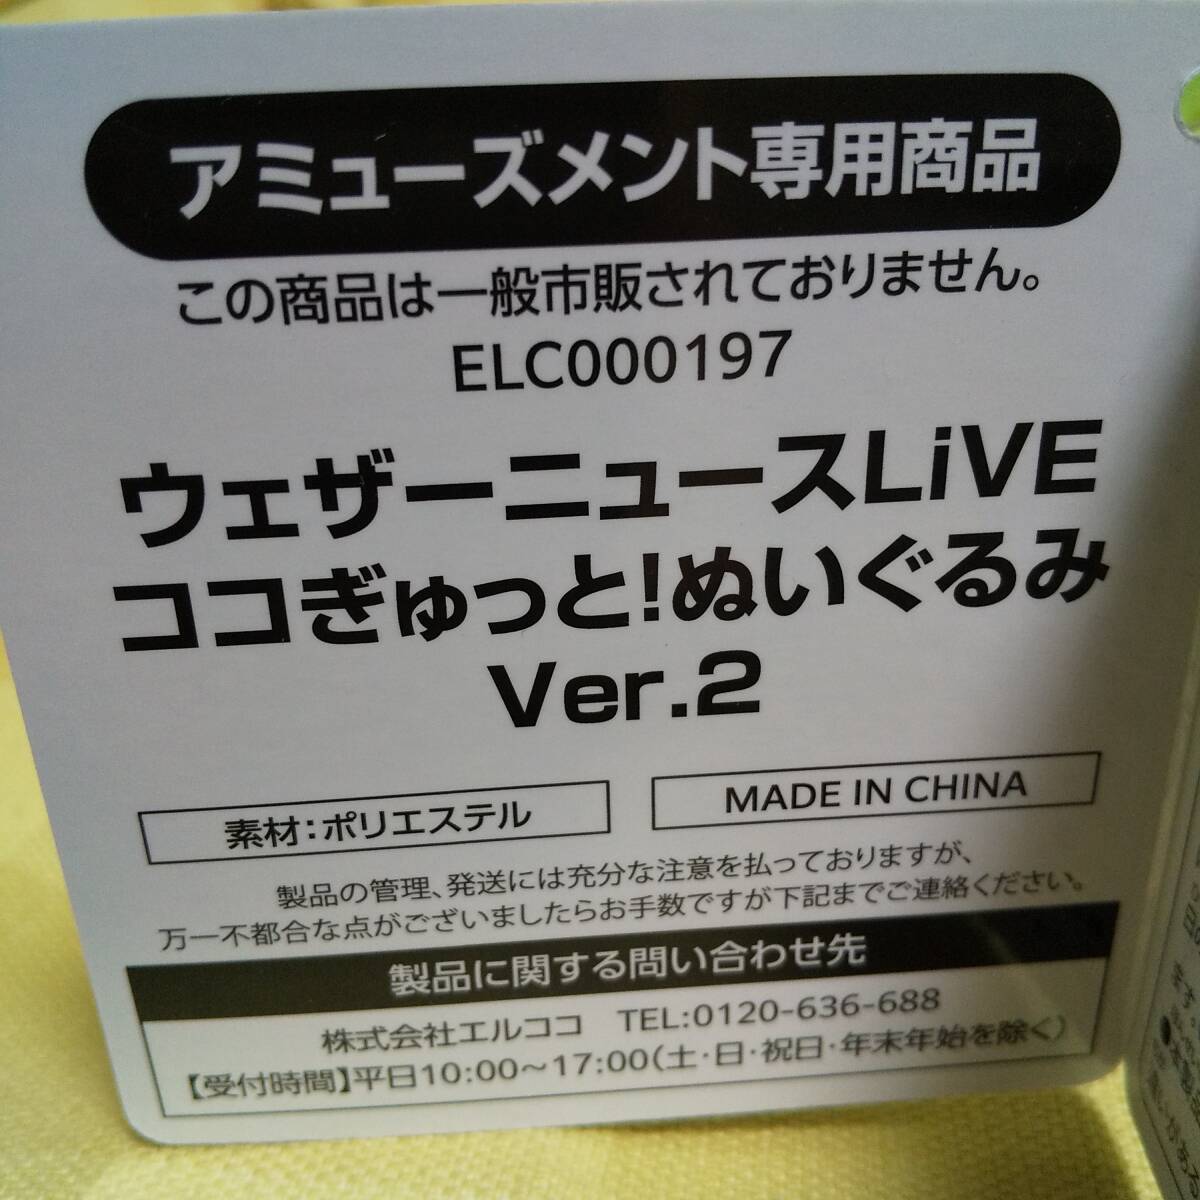 アミューズメント専用商品
この商品は一般市販されておりません。
ELC000197
ウェザーニュースLiVE
ココぎゅっと!ぬいぐるみ
Ver.2
素材:ポリエステル
MADE IN CHINA
製品の管理、発送には充分な注意を払っておりますが、
万一不都合な点がございましたらお手数ですが下記までご連絡ください。
製品に関する問い合わせ先
株式会社エルココ TEL:0120-636-688
【受付時間】平日10:00〜17:00(土・日・祝日・年末年始を除く)